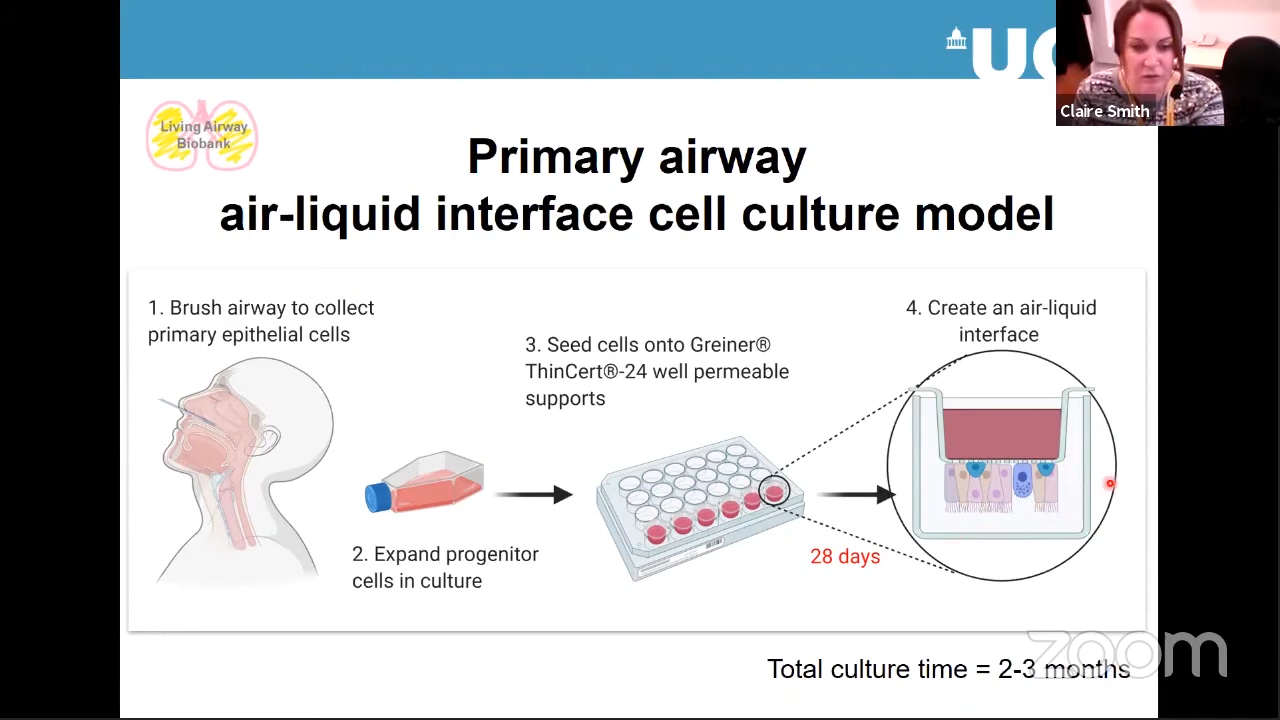 UC
Claire Smith
Living Airway
Biobank
Primary airway
air-liquid interface cell culture model
1. Brush airway to collect
primary epithelial cells
2. Expand progenitor
cells in culture
3. Seed cells onto Greiner®
ThinCert®-24 well permeable
supports
28 days
4. Create an air-liquid
interface
Total culture time = 2-3 months
zoom